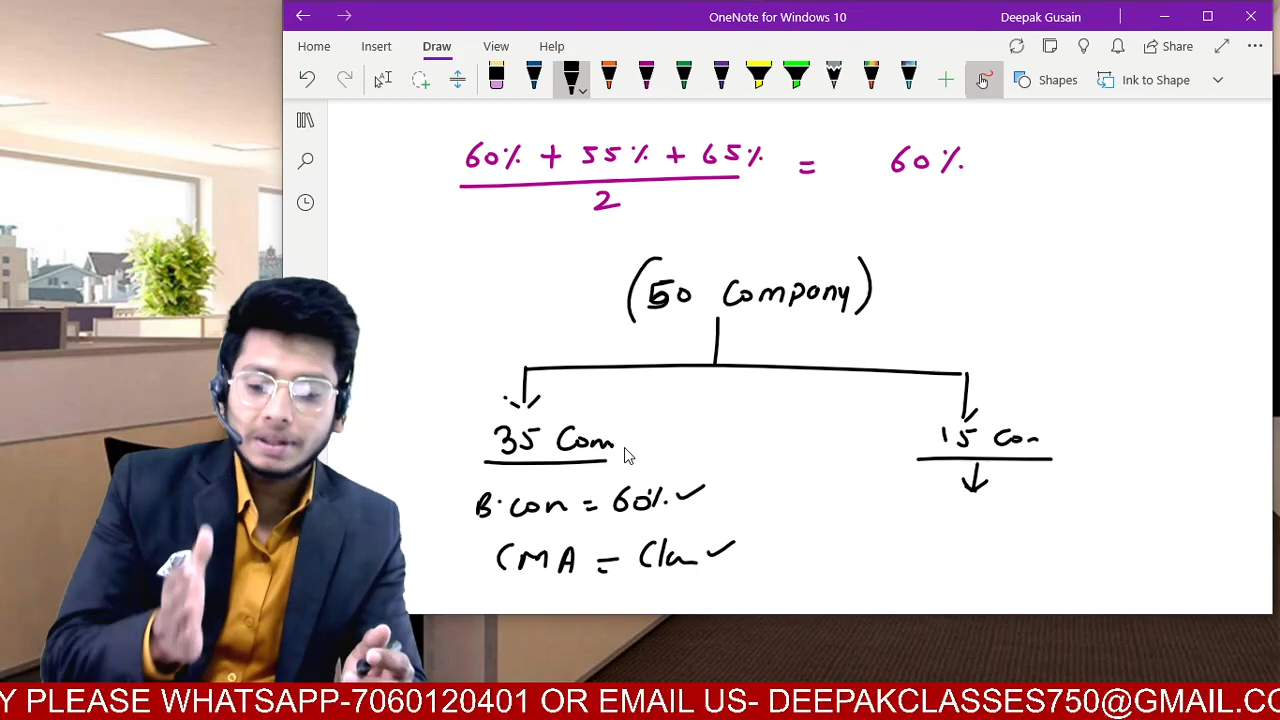 OneNote for Windows 10
Deepak Gusain
Home Insert Draw View Help
Share
Shapes
Ink to Shape
60% + 55% + 65% = 60%
2
(50 Company)
35 Com
15 Con
B.con = 60% ✓
CMA = Clar ✓
Y PLEASE WHATSAPP-7060120401 OR EMAIL US- DEEPAKCLASSES750@GMAIL.CO